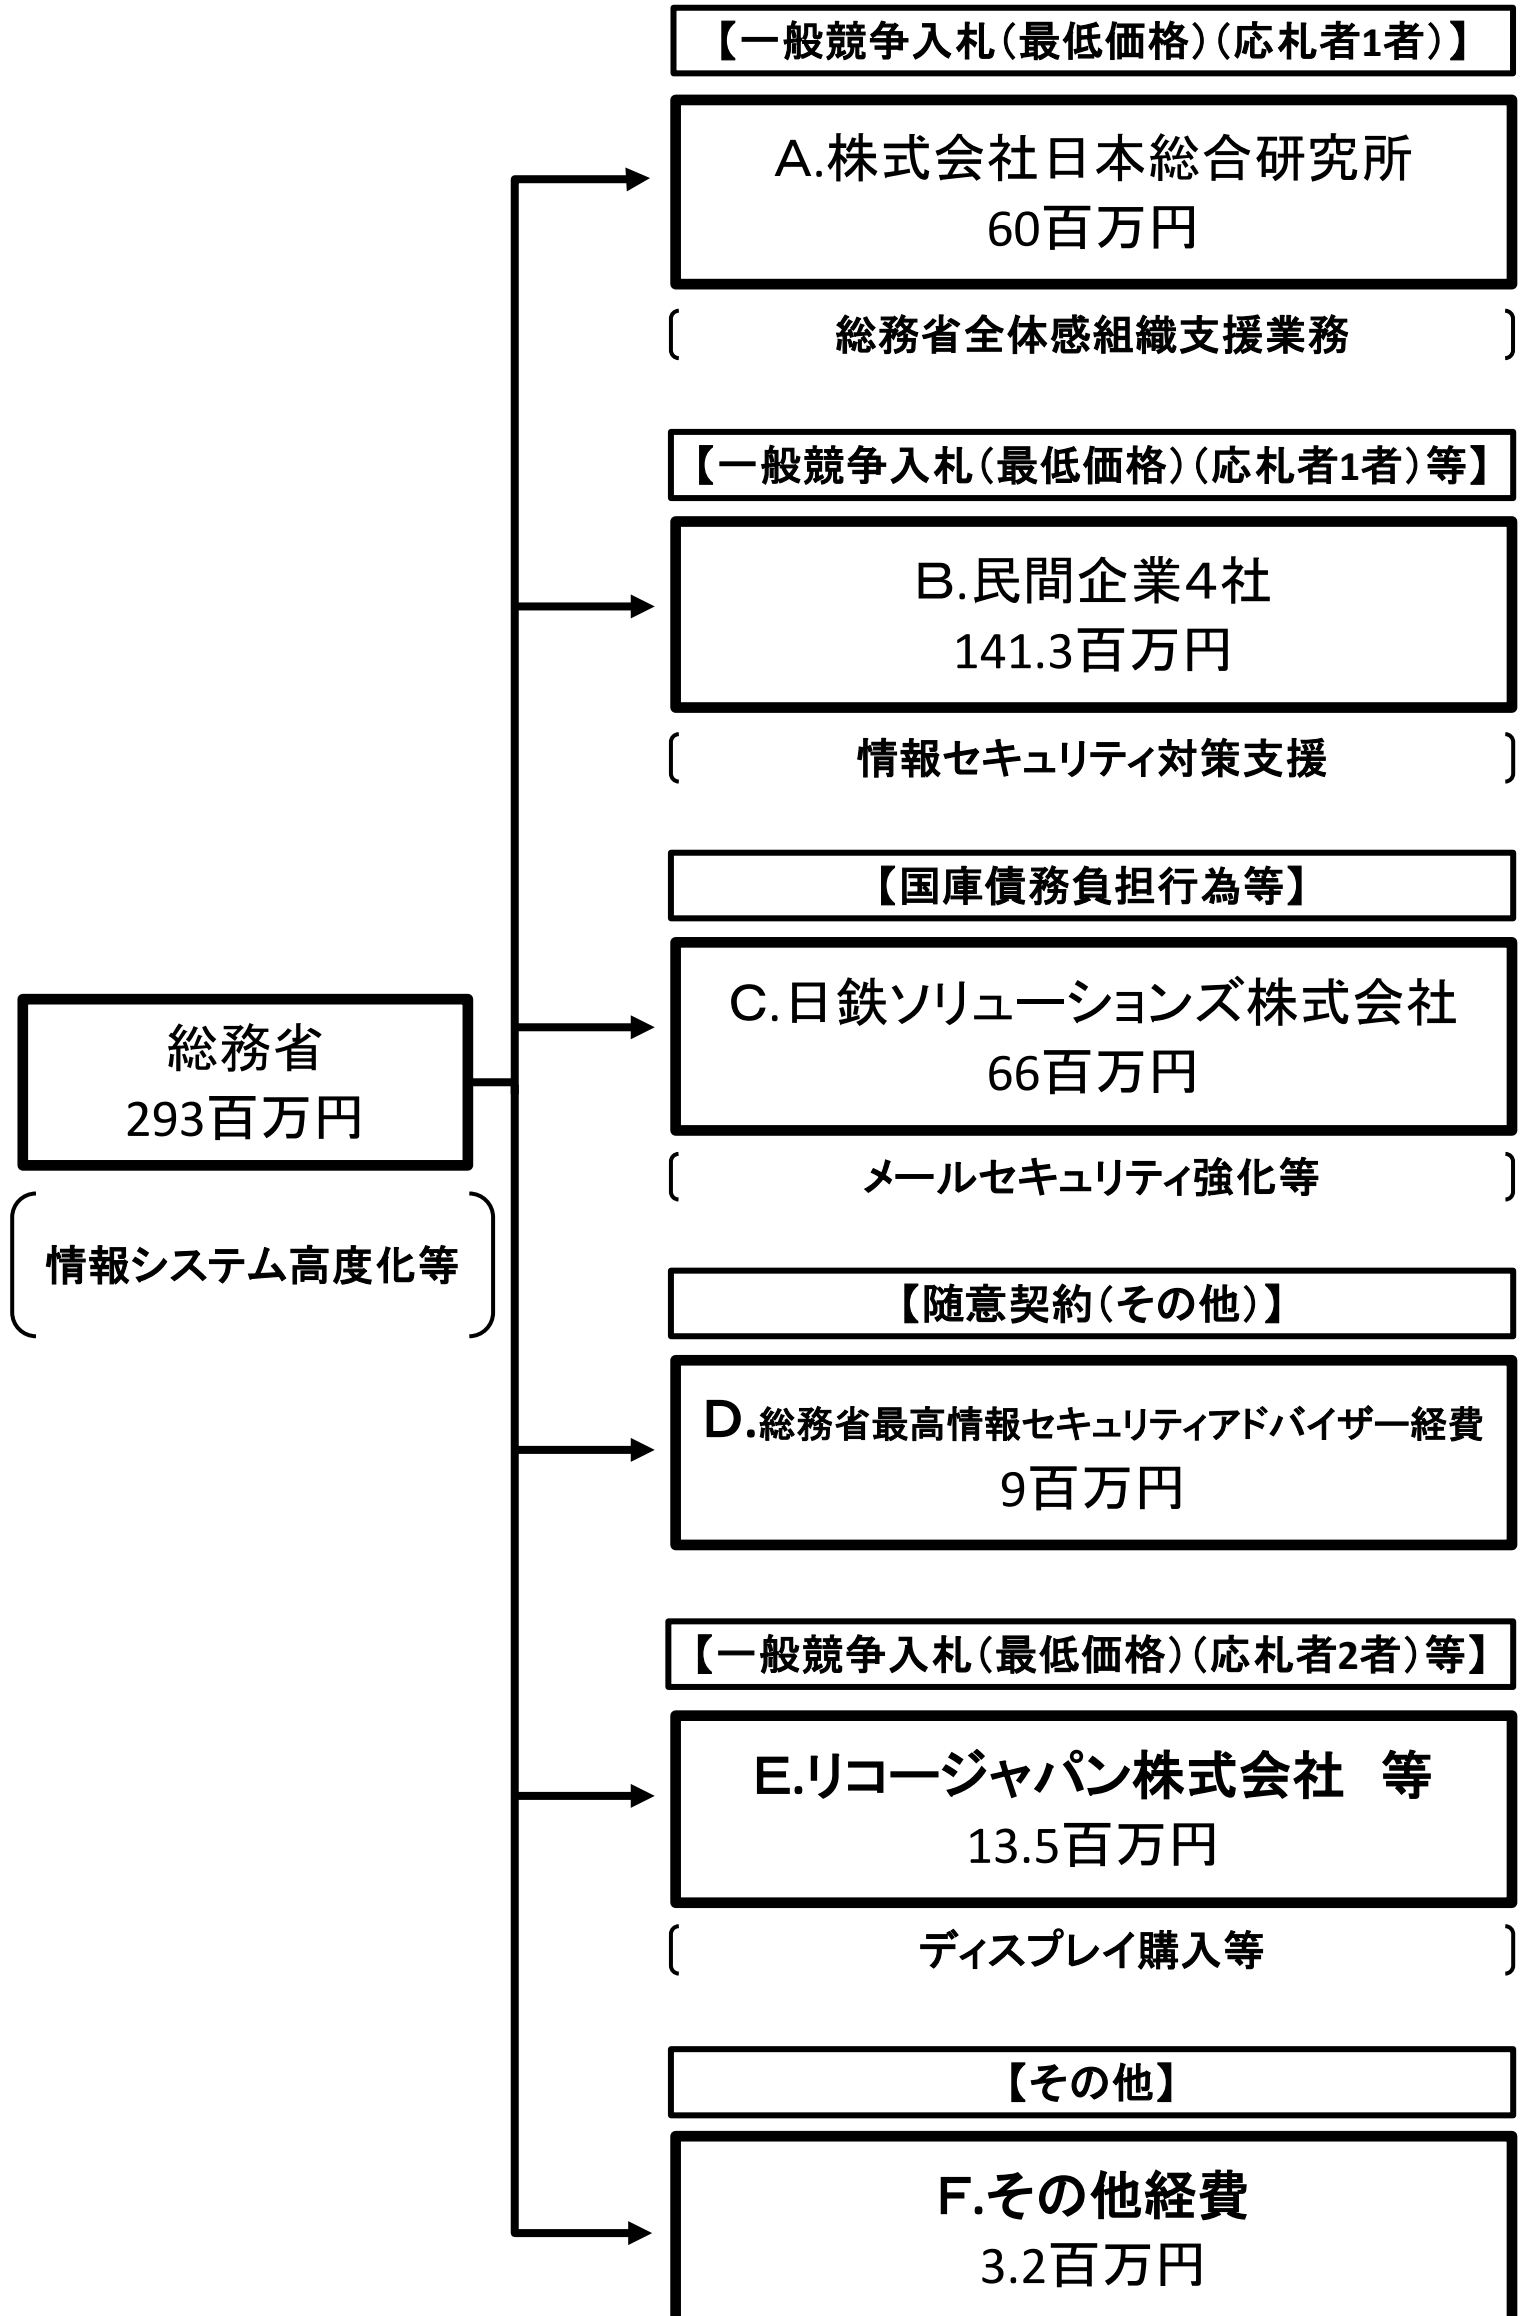 【一般競争入札（最低価格）（応札者1者）】
Ａ.株式会社日本総合研究所
60百万円
総務省全体感組織支援業務
【一般競争入札（最低価格）（応札者1者）等】
Ｂ.民間企業４社
141.3百万円
情報セキュリティ対策支援
【国庫債務負担行為等】
Ｃ.日鉄ソリューションズ株式会社
66百万円
メールセキュリティ強化等
総務省
293百万円
情報システム高度化等
【随意契約（その他）】
Ｄ.総務省最高情報セキュリティアドバイザー経費
9百万円
【一般競争入札（最低価格）（応札者2者）等】
Ｅ.リコージャパン株式会社　等
13.5百万円
ディスプレイ購入等
【その他】
Ｆ.その他経費
3.2百万円